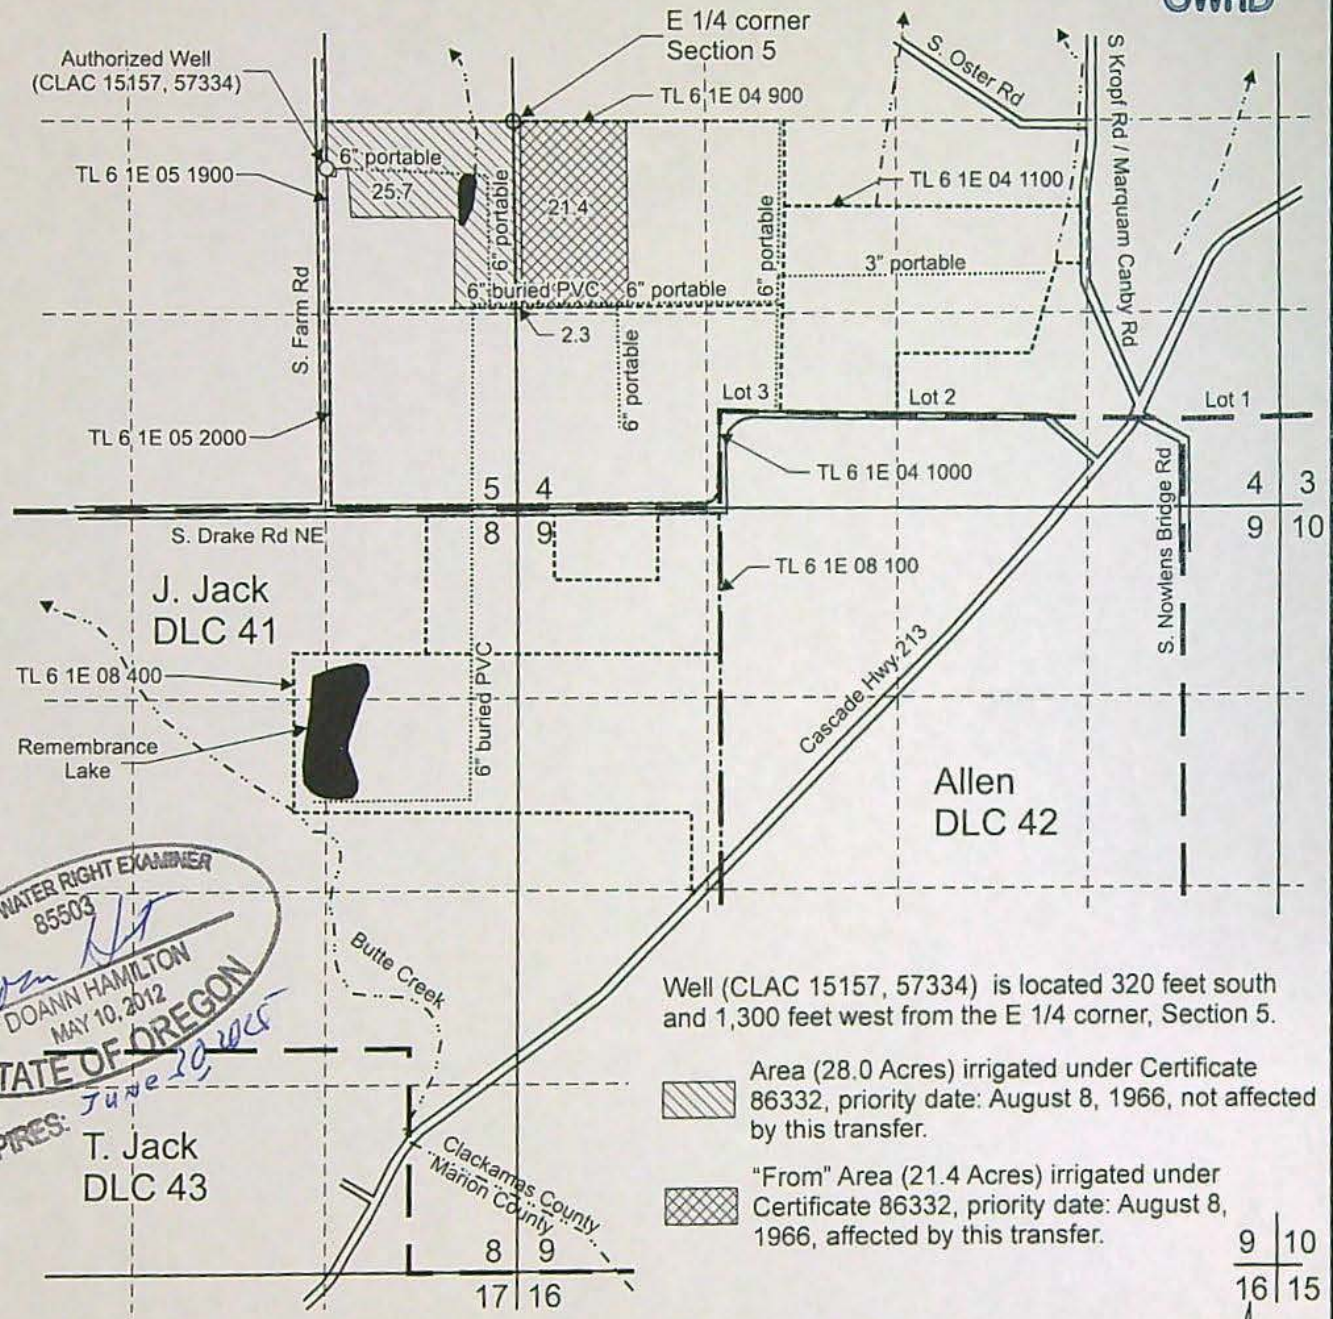 OWRD
E 1/4 corner
Section 5
Authorized Well
(CLAC 15157, 57334)
TL 6 1E 04 900
S. Oster Rd
S Kropf Rd / Marquam Canby Rd
TL 6 1E 05 1900
6" portable
25.7
6" portable
21.4
6" portable
TL 6 1E 04 1100
3" portable
6" buried PVC
6" portable
2.3
S. Farm Rd
6" portable
Lot 3
Lot 2
Lot 1
TL 6 1E 05 2000
TL 6 1E 04 1000
5 4
8 9
4 3
9 10
S. Drake Rd NE
S. Nowlens Bridge Rd
TL 6 1E 08 100
J. Jack
DLC 41
TL 6 1E 08 400
Remembrance
Lake
6" buried PVC
Cascade Hwy 213
Allen
DLC 42
WATER RIGHT EXAMINER
85503
DOANN HAMILTON
MAY 10, 2012
STATE OF OREGON
EXPIRES: June 30, 2025
Butte Creek
Well (CLAC 15157, 57334) is located 320 feet south
and 1,300 feet west from the E 1/4 corner, Section 5.
Area (28.0 Acres) irrigated under Certificate
86332, priority date: August 8, 1966, not affected
by this transfer.
"From" Area (21.4 Acres) irrigated under
Certificate 86332, priority date: August 8,
1966, affected by this transfer.
T. Jack
DLC 43
Clackamas County
Marion County
8 9
17 16
9 10
16 15